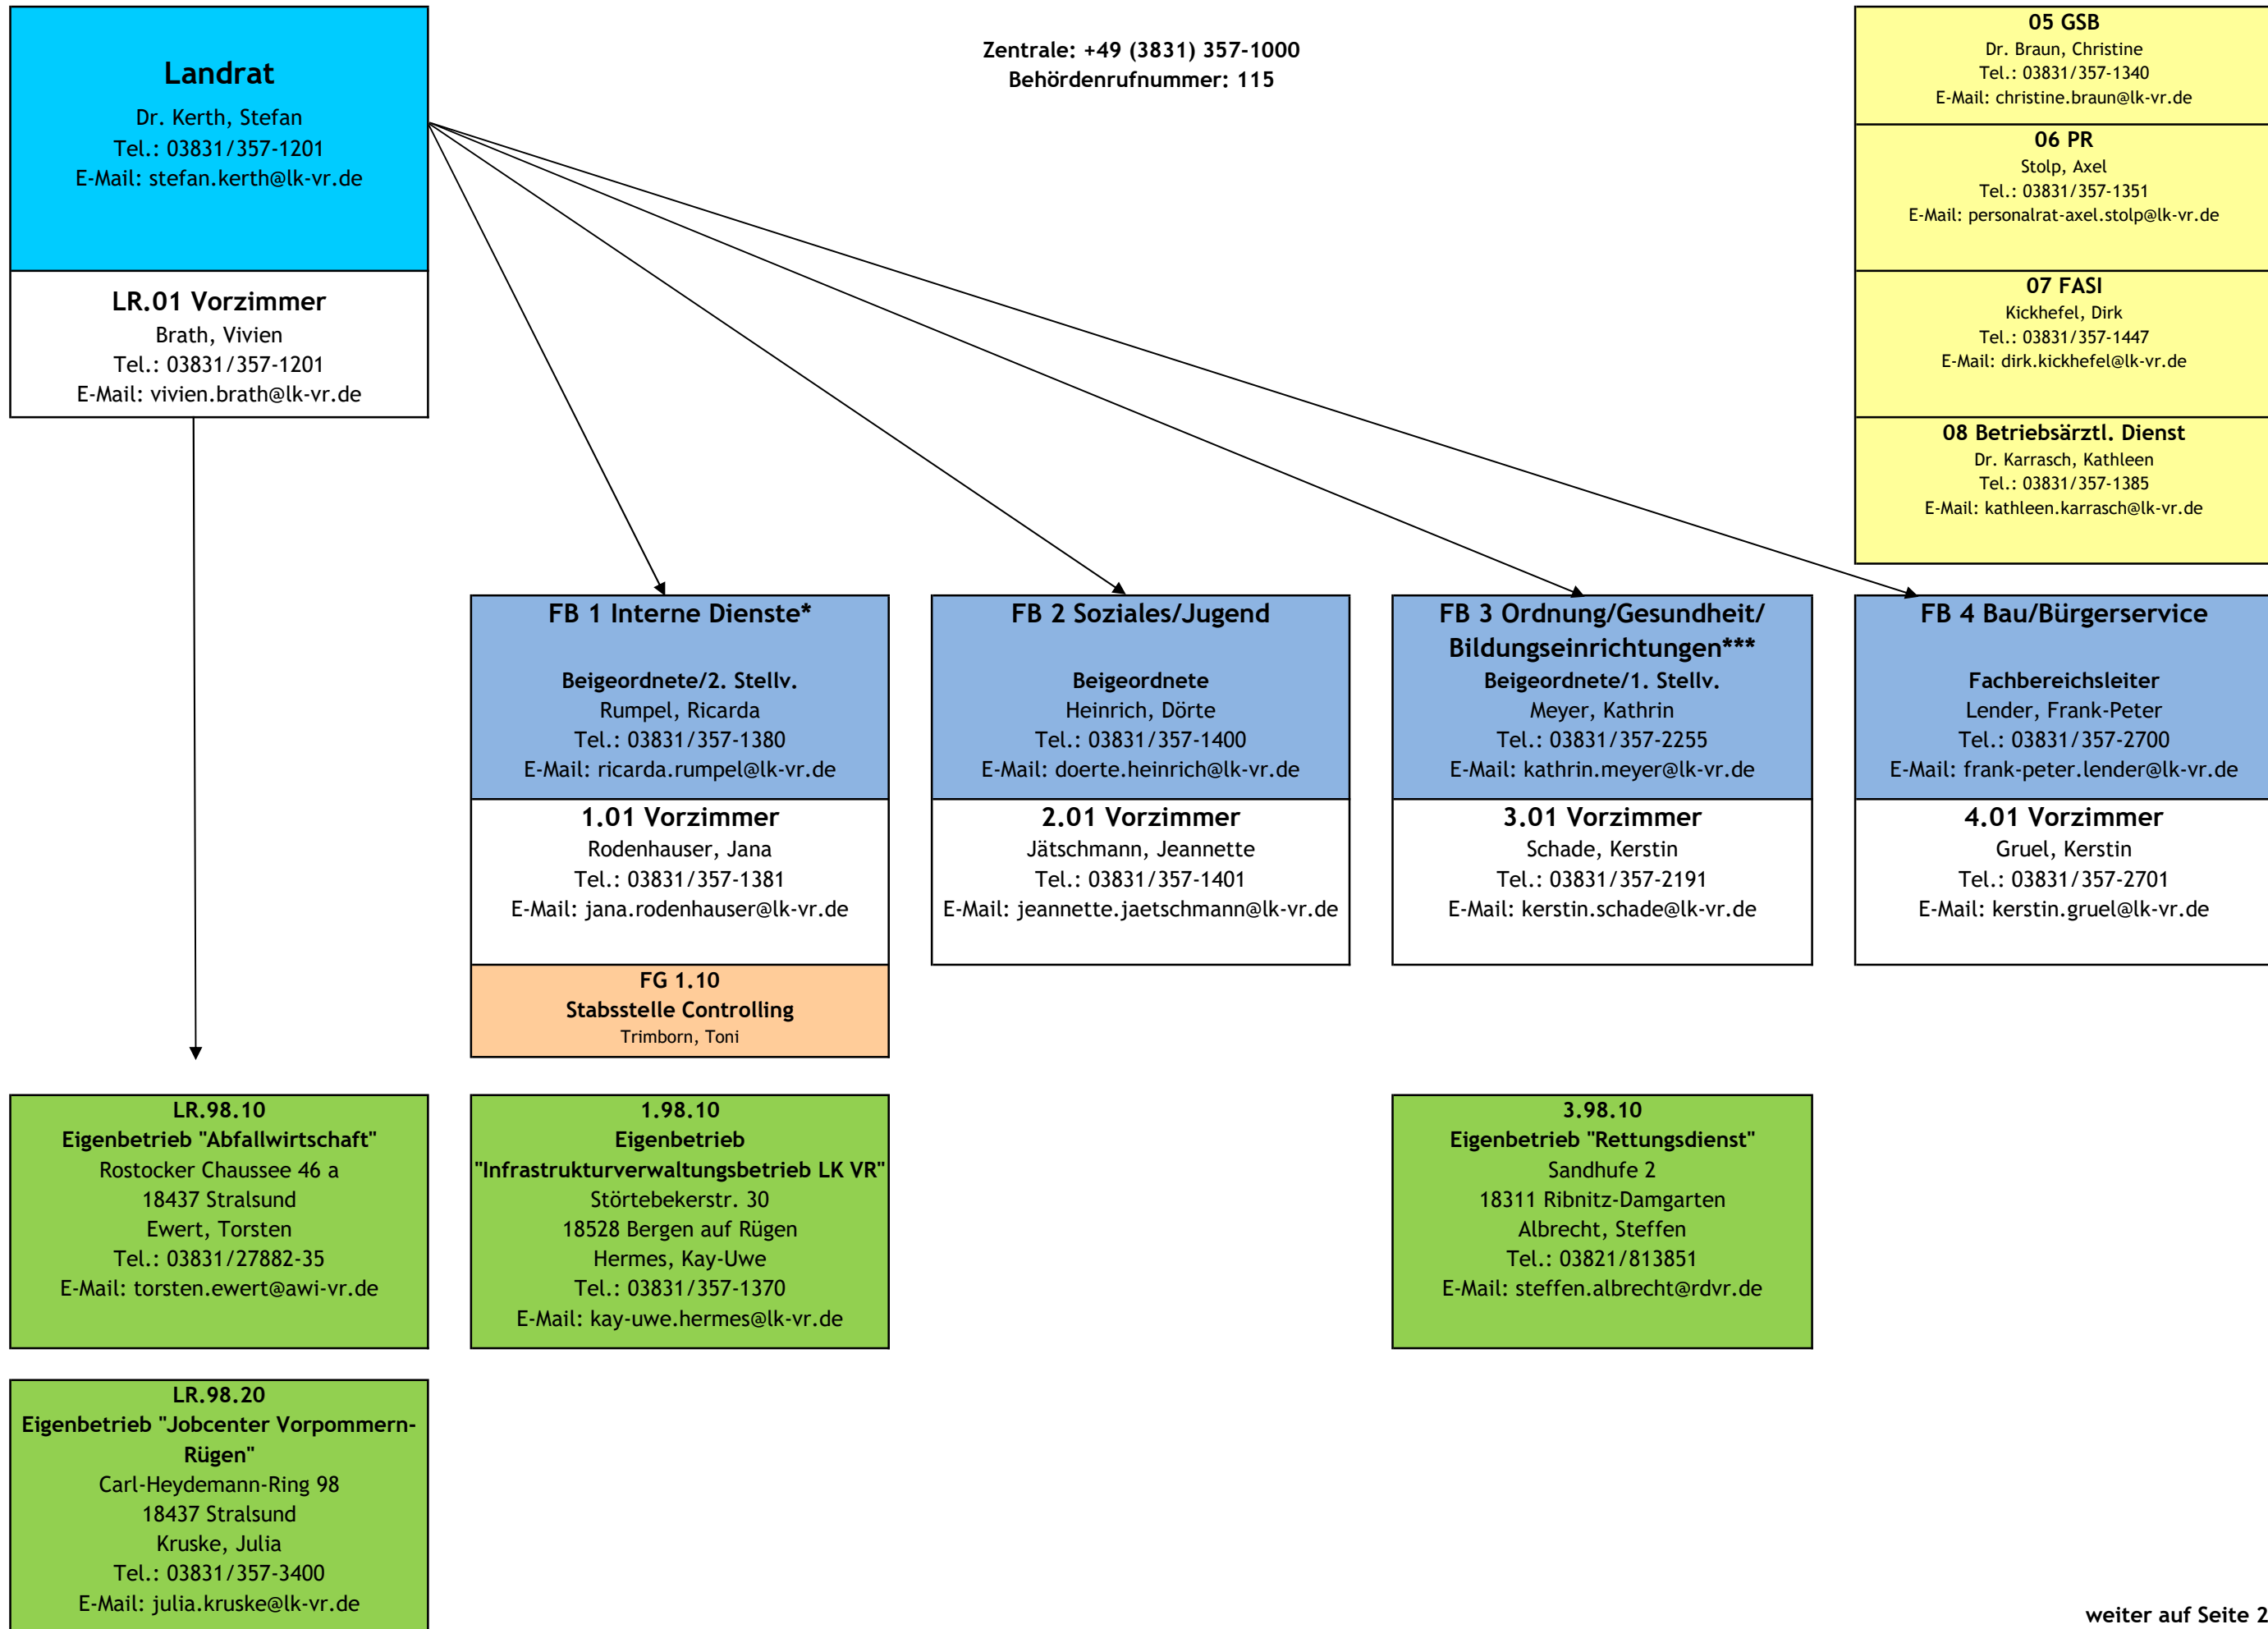 Landrat
Dr. Kerth, Stefan
Tel.: 03831/357-1201
E-Mail: stefan.kerth@lk-vr.de
LR.01 Vorzimmer
Brath, Vivien
Tel.: 03831/357-1201
E-Mail: vivien.brath@lk-vr.de
Zentrale: +49 (3831) 357-1000
Behördenrufnummer: 115
05 GSB
Dr. Braun, Christine
Tel.: 03831/357-1340
E-Mail: christine.braun@lk-vr.de
06 PR
Stolp, Axel
Tel.: 03831/357-1351
E-Mail: personalrat-axel.stolp@lk-vr.de
07 FASI
Kickhefel, Dirk
Tel.: 03831/357-1447
E-Mail: dirk.kickhefel@lk-vr.de
08 Betriebsärztl. Dienst
Dr. Karrasch, Kathleen
Tel.: 03831/357-1385
E-Mail: kathleen.karrasch@lk-vr.de
FB 1 Interne Dienste*
Beigeordnete/2. Stellv.
Rumpel, Ricarda
Tel.: 03831/357-1380
E-Mail: ricarda.rumpel@lk-vr.de
1.01 Vorzimmer
Rodenhauser, Jana
Tel.: 03831/357-1381
E-Mail: jana.rodenhauser@lk-vr.de
FG 1.10
Stabsstelle Controlling
Trimborn, Toni
FB 2 Soziales/Jugend
Beigeordnete
Heinrich, Dörte
Tel.: 03831/357-1400
E-Mail: doerte.heinrich@lk-vr.de
2.01 Vorzimmer
Jätschmann, Jeannette
Tel.: 03831/357-1401
E-Mail: jeannette.jaetschmann@lk-vr.de
FB 3 Ordnung/Gesundheit/
Bildungseinrichtungen***
Beigeordnete/1. Stellv.
Meyer, Kathrin
Tel.: 03831/357-2255
E-Mail: kathrin.meyer@lk-vr.de
3.01 Vorzimmer
Schade, Kerstin
Tel.: 03831/357-2191
E-Mail: kerstin.schade@lk-vr.de
FB 4 Bau/Bürgerservice
Fachbereichsleiter
Lender, Frank-Peter
Tel.: 03831/357-2700
E-Mail: frank-peter.lender@lk-vr.de
4.01 Vorzimmer
Gruel, Kerstin
Tel.: 03831/357-2701
E-Mail: kerstin.gruel@lk-vr.de
LR.98.10
Eigenbetrieb "Abfallwirtschaft"
Rostocker Chaussee 46 a
18437 Stralsund
Ewert, Torsten
Tel.: 03831/27882-35
E-Mail: torsten.ewert@awi-vr.de
1.98.10
Eigenbetrieb
"Infrastrukturverwaltungsbetrieb LK VR"
Störtebekerstr. 30
18528 Bergen auf Rügen
Hermes, Kay-Uwe
Tel.: 03831/357-1370
E-Mail: kay-uwe.hermes@lk-vr.de
3.98.10
Eigenbetrieb "Rettungsdienst"
Sandhufe 2
18311 Ribnitz-Damgarten
Albrecht, Steffen
Tel.: 03821/813851
E-Mail: steffen.albrecht@rdvr.de
LR.98.20
Eigenbetrieb "Jobcenter Vorpommern-
Rügen"
Carl-Heydemann-Ring 98
18437 Stralsund
Kruske, Julia
Tel.: 03831/357-3400
E-Mail: julia.kruske@lk-vr.de
weiter auf Seite 2